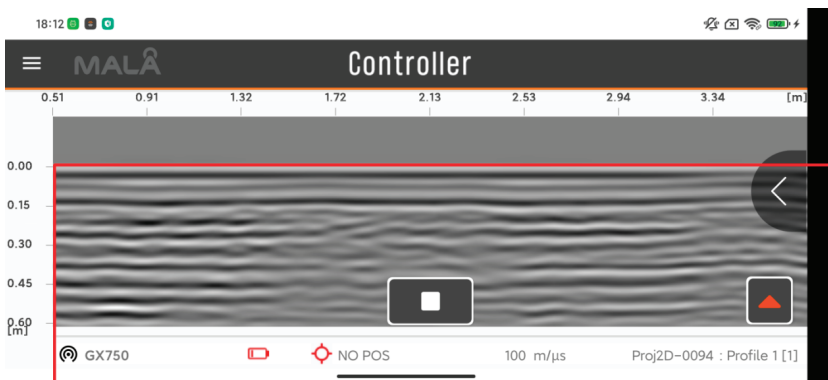 18:12 92
MALÅ Controller
0.51 0.91 1.32 1.72 2.13 2.53 2.94 3.34 [m]
0.00
0.15
0.30
0.45
0.60
[m]
GX750 NO POS 100 m/µs Proj2D-0094 : Profile 1 [1]